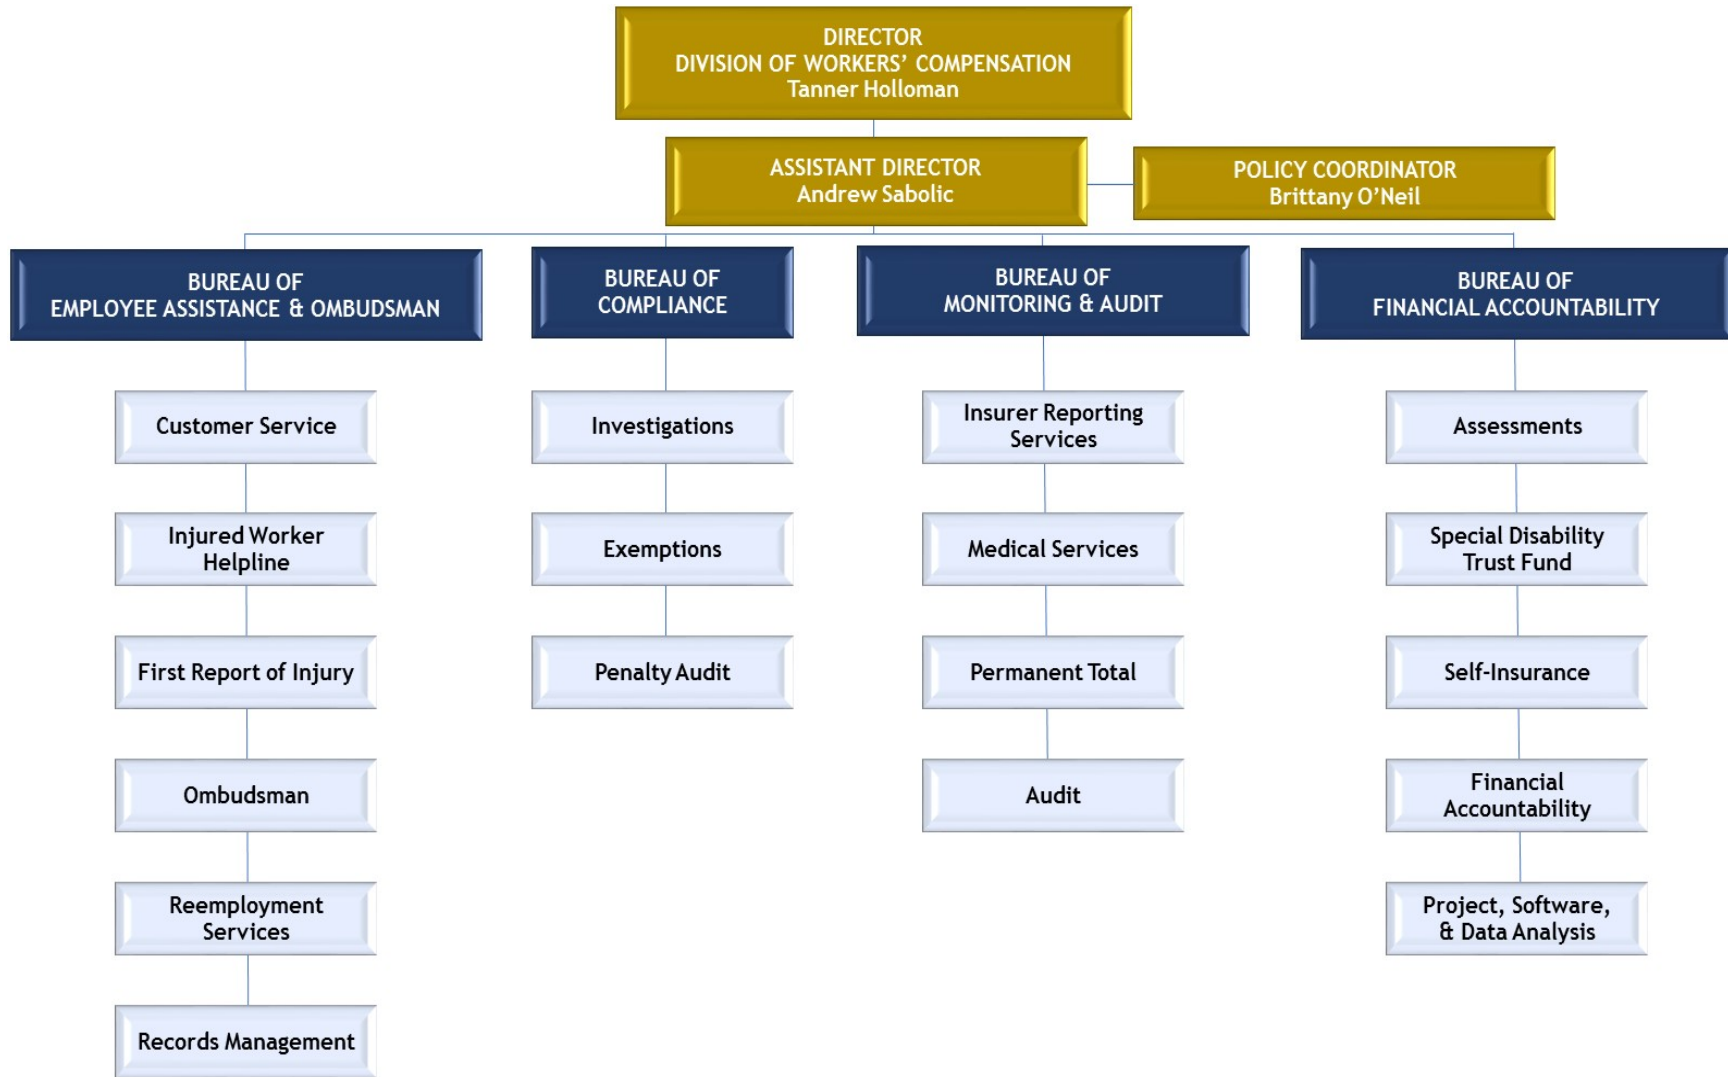 DIRECTOR
DIVISION OF WORKERS’ COMPENSATION
Tanner Holloman
ASSISTANT DIRECTOR
Andrew Sabolic
POLICY COORDINATOR
Brittany O’Neil
BUREAU OF
EMPLOYEE ASSISTANCE & OMBUDSMAN
BUREAU OF
COMPLIANCE
BUREAU OF
MONITORING & AUDIT
BUREAU OF
FINANCIAL ACCOUNTABILITY
Customer Service
Injured Worker
Helpline
First Report of Injury
Ombudsman
Reemployment
Services
Records Management
Investigations
Exemptions
Penalty Audit
Insurer Reporting
Services
Medical Services
Permanent Total
Audit
Assessments
Special Disability
Trust Fund
Self-Insurance
Financial
Accountability
Project, Software,
& Data Analysis